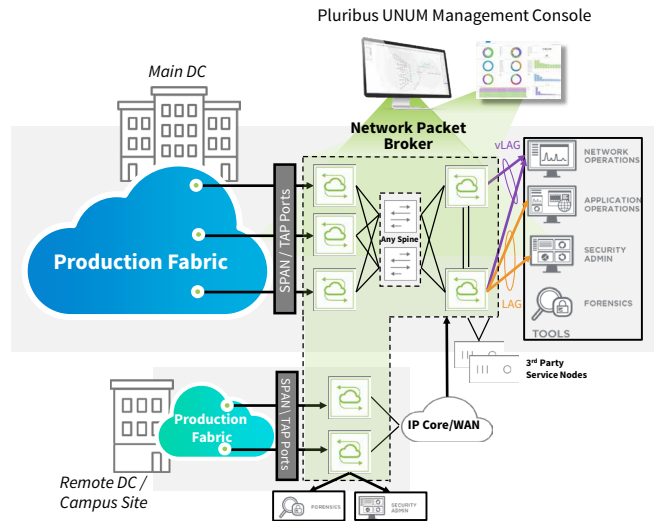 Pluribus UNUM Management Console
Main DC
Network Packet
Broker
vLAG
NETWORK
OPERATIONS
APPLICATION
OPERATIONS
SECURITY
ADMIN
FORENSICS
TOOLS
SPAN / TAP Ports
Any Spine
Production Fabric
LAG
3rd Party
Service Nodes
SPAN \ TAP
Ports
Production
Fabric
IP Core/WAN
Remote DC /
Campus Site
FORENSICS
SECURITY
ADMIN